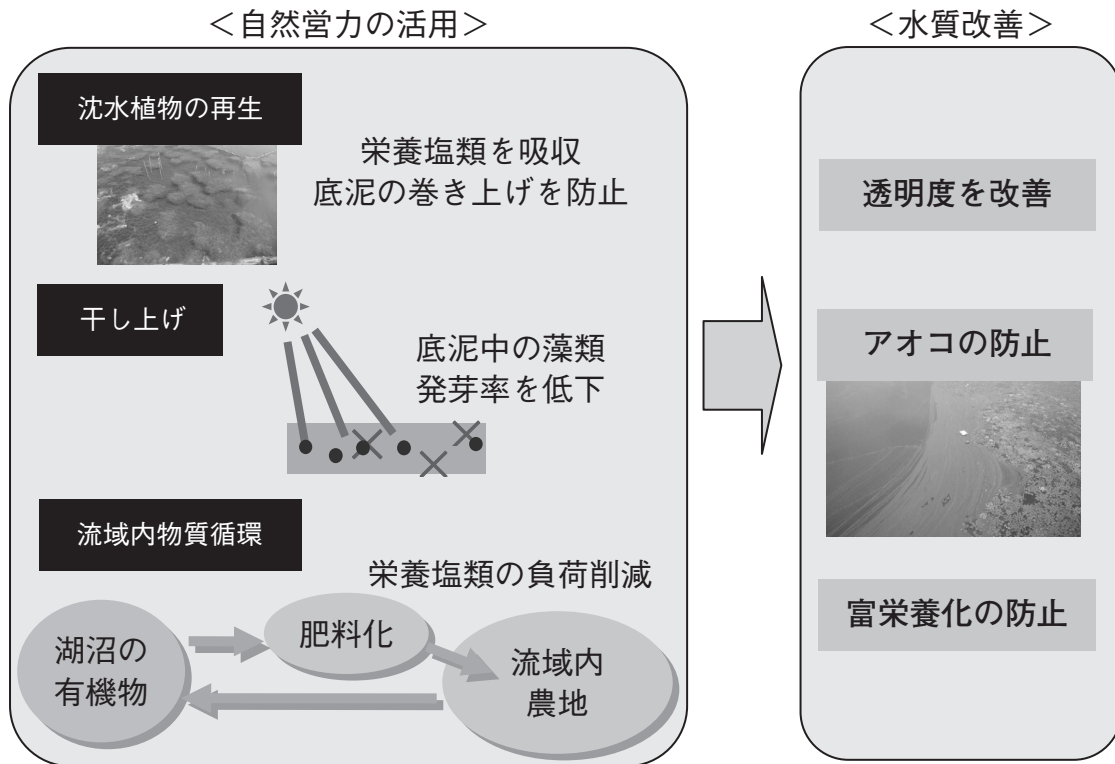 ＜自然営力の活用＞
沈水植物の再生
栄養塩類を吸収
底泥の巻き上げを防止
干し上げ
底泥中の藻類
発芽率を低下
流域内物質循環
栄養塩類の負荷削減
湖沼の
有機物
肥料化
流域内
農地
＜水質改善＞
透明度を改善
アオコの防止
富栄養化の防止